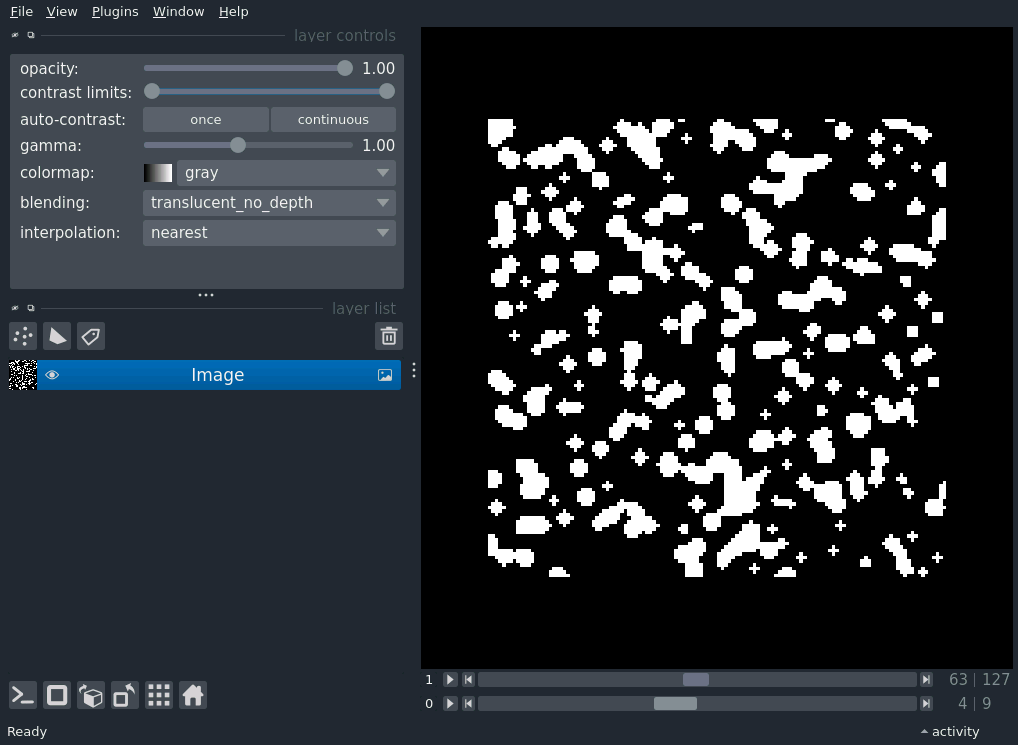 File View Plugins Window Help
layer controls
opacity: 1.00
contrast limits:
auto-contrast: once continuous
gamma: 1.00
colormap: gray
blending: translucent_no_depth
interpolation: nearest
layer list
Image
1 63 | 127
0 4 | 9
Ready activity